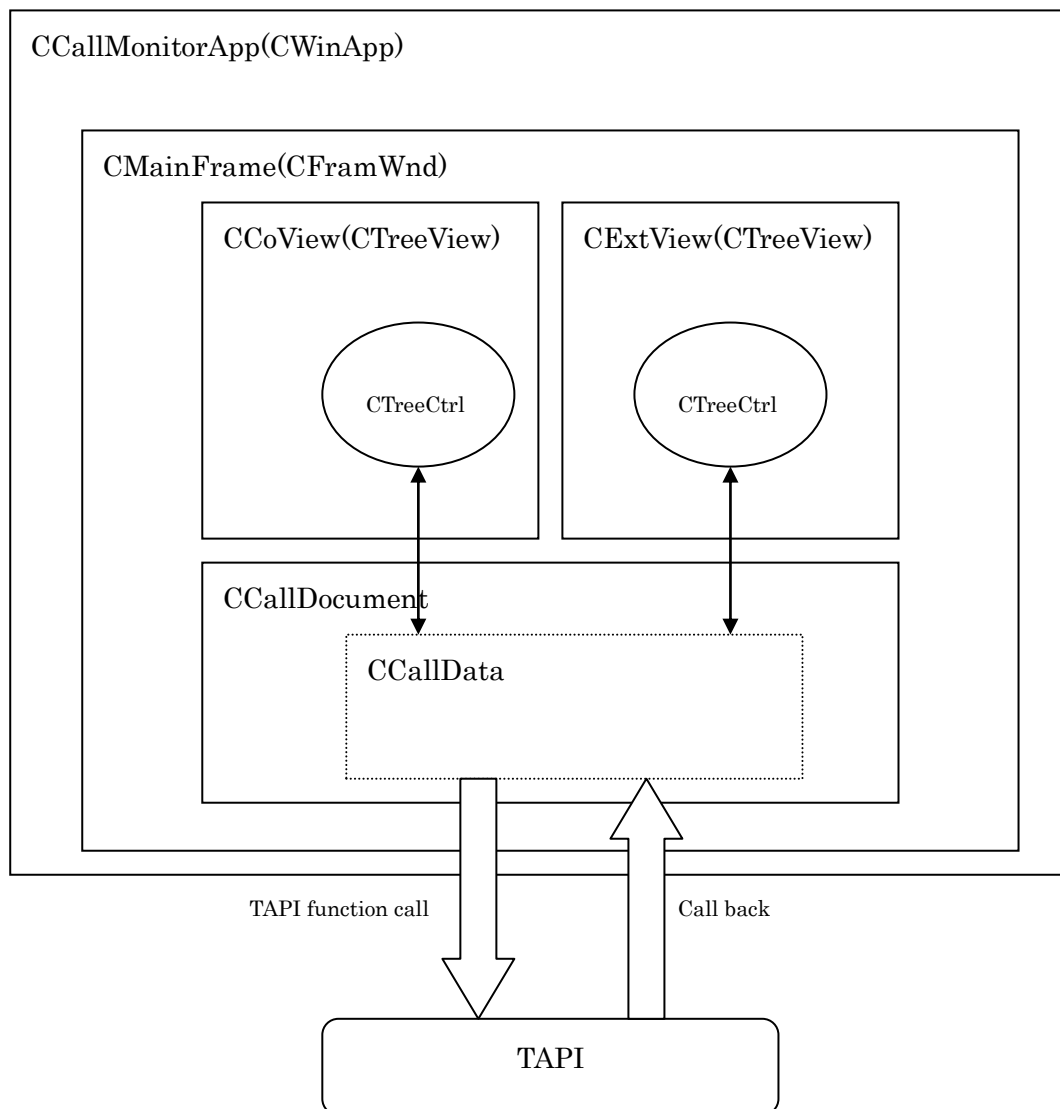 CCallMonitorApp(CWinApp)
CMainFrame(CFramWnd)
CCoView(CTreeView)
CExtView(CTreeView)
CTreeCtrl
CTreeCtrl
CCallDocument
CCallData
TAPI function call
Call back
TAPI